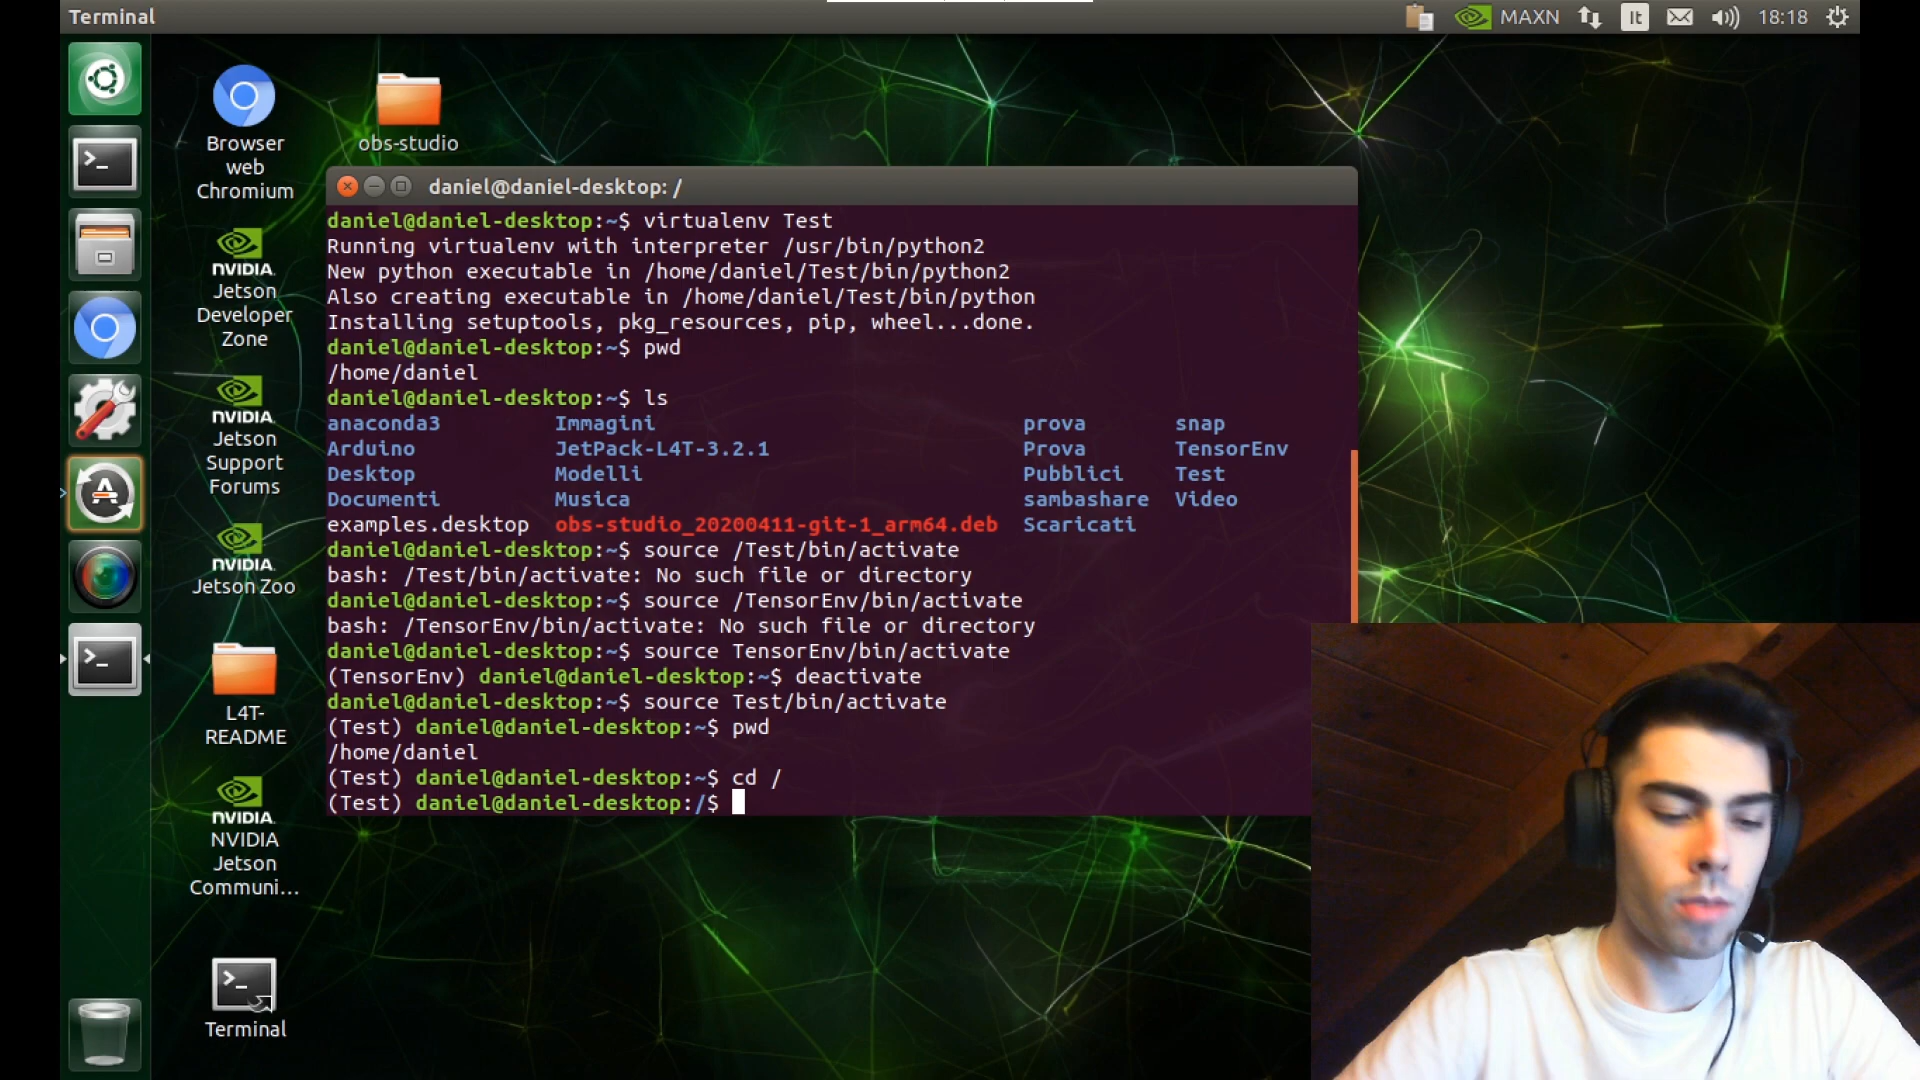 Terminal
MAXN
It
18:18
Browser
web
Chromium
obs-studio
NVIDIA.
Jetson
Developer
Zone
NVIDIA.
Jetson
Support
Forums
NVIDIA.
Jetson Zoo
L4T-
README
NVIDIA.
NVIDIA
Jetson
Communi...
Terminal
daniel@daniel-desktop: /
daniel@daniel-desktop:~$ virtualenv Test
Running virtualenv with interpreter /usr/bin/python2
New python executable in /home/daniel/Test/bin/python2
Also creating executable in /home/daniel/Test/bin/python
Installing setuptools, pkg_resources, pip, wheel...done.
daniel@daniel-desktop:~$ pwd
/home/daniel
daniel@daniel-desktop:~$ ls
anaconda3 Immagini prova snap
Arduino JetPack-L4T-3.2.1 Prova TensorEnv
Desktop Modelli Pubblici Test
Documenti Musica sambashare Video
examples.desktop obs-studio_20200411-git-1_arm64.deb Scaricati
daniel@daniel-desktop:~$ source /Test/bin/activate
bash: /Test/bin/activate: No such file or directory
daniel@daniel-desktop:~$ source /TensorEnv/bin/activate
bash: /TensorEnv/bin/activate: No such file or directory
daniel@daniel-desktop:~$ source TensorEnv/bin/activate
(TensorEnv) daniel@daniel-desktop:~$ deactivate
daniel@daniel-desktop:~$ source Test/bin/activate
(Test) daniel@daniel-desktop:~$ pwd
/home/daniel
(Test) daniel@daniel-desktop:~$ cd /
(Test) daniel@daniel-desktop:/$